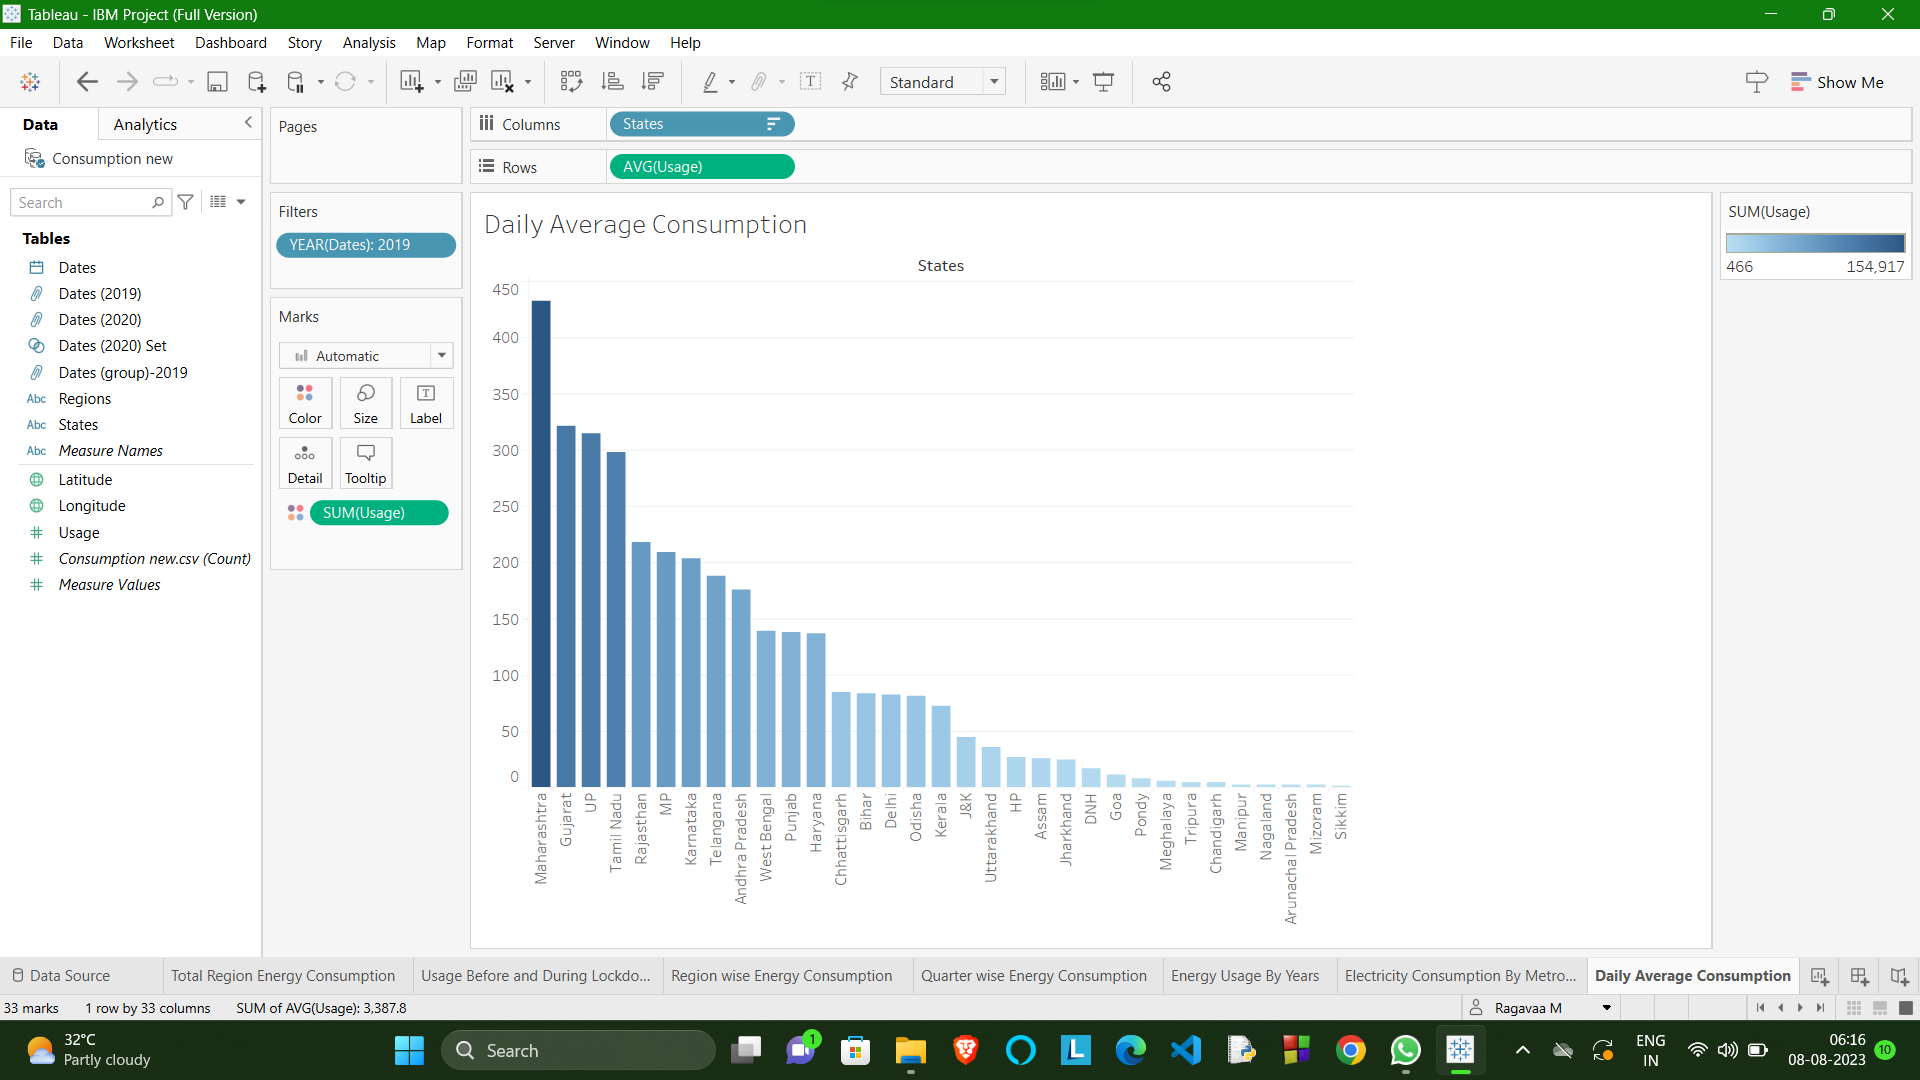 Tableau - IBM Project (Full Version)
File Data Worksheet Dashboard Story Analysis Map Format Server Window Help
Standard
Show Me
Data
Analytics
Consumption new
Search
Tables
Dates
Dates (2019)
Dates (2020)
Dates (2020) Set
Dates (group)-2019
Abc Regions
Abc States
Abc Measure Names
Latitude
Longitude
Usage
Consumption new.csv (Count)
Measure Values
Pages
Filters
YEAR(Dates): 2019
Marks
Automatic
Color
Size
Label
Detail
Tooltip
SUM(Usage)
Columns
States
Rows
AVG(Usage)
Daily Average Consumption
States
450
400
350
300
250
200
150
100
50
0
Maharashtra
Gujarat
UP
Tamil Nadu
Rajasthan
MP
Karnataka
Telangana
Andhra Pradesh
West Bengal
Punjab
Haryana
Chhattisgarh
Bihar
Delhi
Odisha
Kerala
J&K
Uttarakhand
HP
Assam
Jharkhand
DNH
Goa
Pondy
Meghalaya
Tripura
Chandigarh
Manipur
Nagaland
Arunachal Pradesh
Mizoram
Sikkim
SUM(Usage)
466 154,917
Data Source
Total Region Energy Consumption
Usage Before and During Lockdo...
Region wise Energy Consumption
Quarter wise Energy Consumption
Energy Usage By Years
Electricity Consumption By Metro...
Daily Average Consumption
33 marks 1 row by 33 columns SUM of AVG(Usage): 3,387.8
Ragavaa M
32°C
Partly cloudy
Search
1
L
ENG
IN
06:16
08-08-2023
10